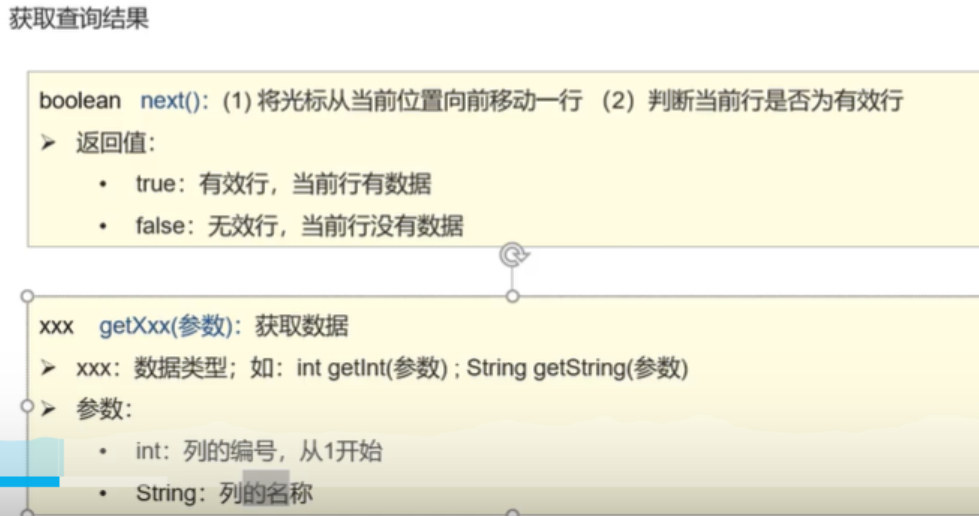 获取查询结果
boolean next()：(1) 将光标从当前位置向前移动一行 （2）判断当前行是否为有效行
➢ 返回值：
• true：有效行，当前行有数据
• false：无效行，当前行没有数据
xxx getXxx(参数)：获取数据
➢ xxx：数据类型；如：int getInt(参数) ; String getString(参数)
➢ 参数：
• int：列的编号，从1开始
• String：列的名称